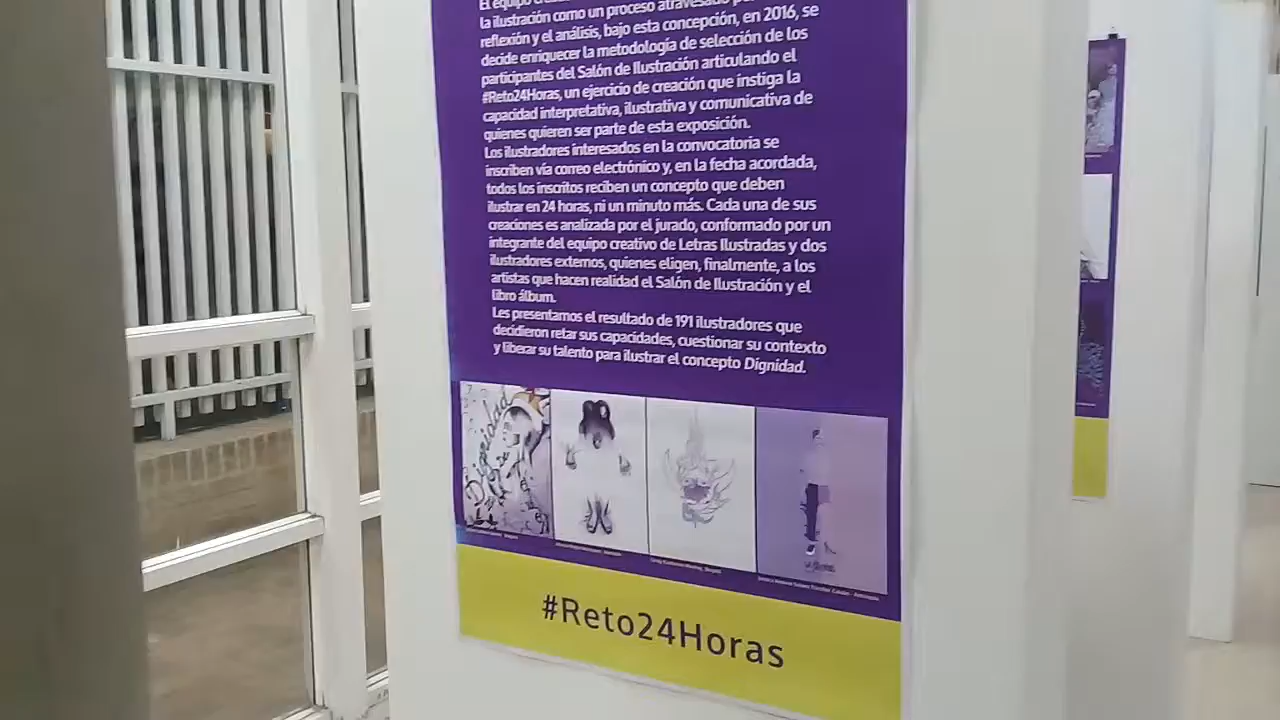 El equipo
la ilustración como un proceso atravesado
reflexión y el análisis, bajo esta concepción, en 2016, se
decide enriquecer la metodología de selección de los
participantes del Salón de Ilustración articulando el
#Reto24Horas, un ejercicio de creación que instiga la
capacidad interpretativa, ilustrativa y comunicativa de
quienes quieren ser parte de esta exposición.
Los ilustradores interesados en la convocatoria se
inscriben vía correo electrónico y, en la fecha acordada,
todos los inscritos reciben un concepto que deben
ilustrar en 24 horas, ni un minuto más. Cada una de sus
creaciones es analizada por el jurado, conformado por un
integrante del equipo creativo de Letras Ilustradas y dos
ilustradores externos, quienes eligen, finalmente, a los
artistas que hacen realidad el Salón de Ilustración y el
libro álbum.
Les presentamos el resultado de 191 ilustradores que
decidieron retar sus capacidades, cuestionar su contexto
y liberar su talento para ilustrar el concepto Dignidad.
Dignidad
#Reto24Horas